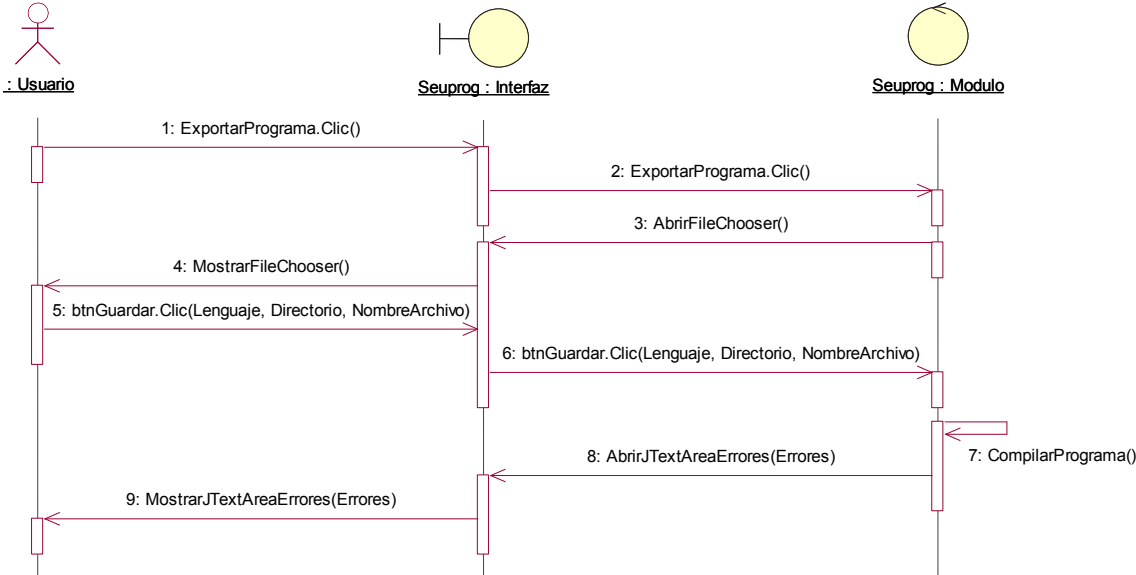 : Usuario
Seuprog : Interfaz
Seuprog : Modulo
1: ExportarPrograma.Clic()
2: ExportarPrograma.Clic()
3: AbrirFileChooser()
4: MostrarFileChooser()
5: btnGuardar.Clic(Lenguaje, Directorio, NombreArchivo)
6: btnGuardar.Clic(Lenguaje, Directorio, NombreArchivo)
7: CompilarPrograma()
8: AbrirJTextAreaErrores(Errores)
9: MostrarJTextAreaErrores(Errores)